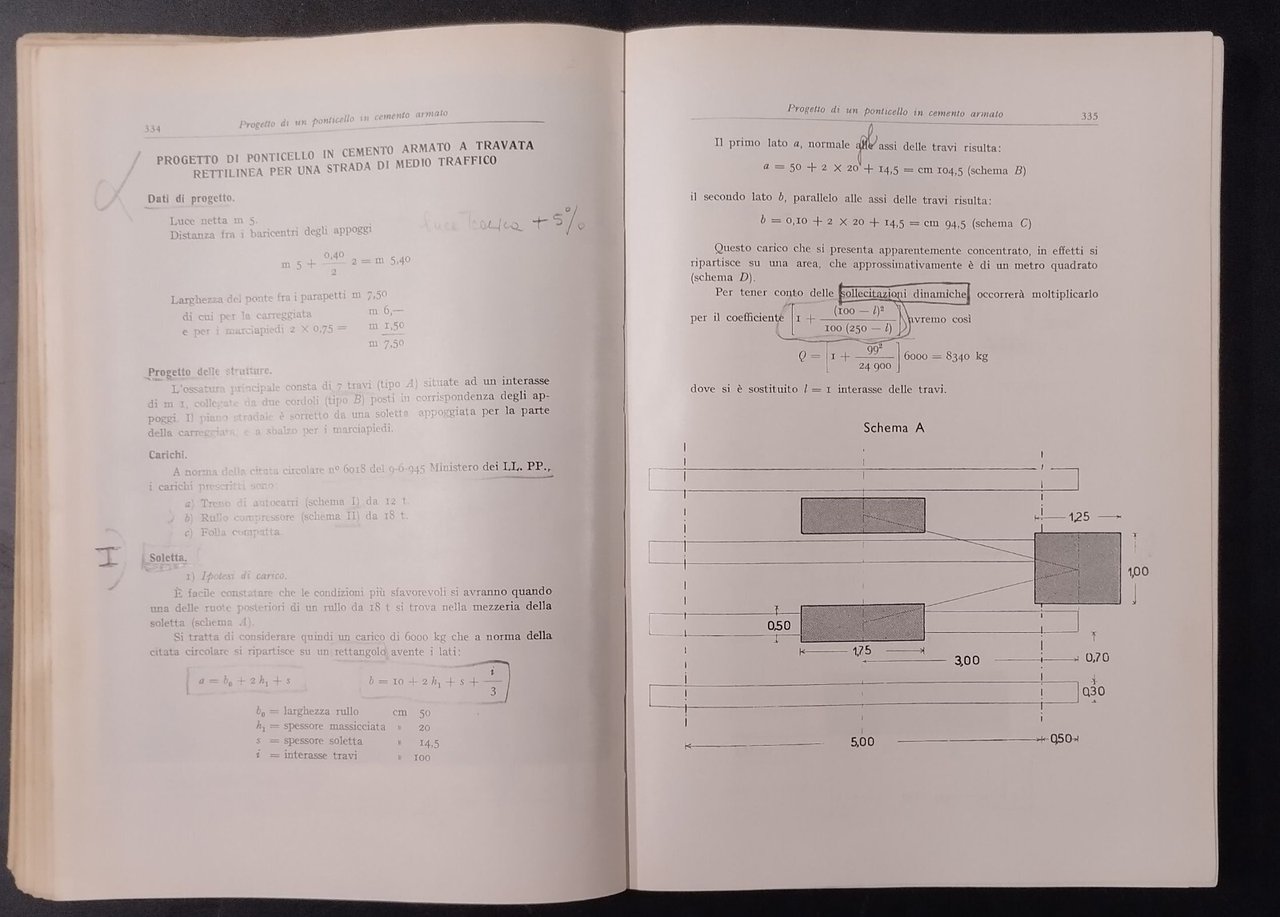 334
Progetto di un ponticello in cemento armato
PROGETTO DI PONTICELLO IN CEMENTO ARMATO A TRAVATA
RETTILINEA PER UNA STRADA DI MEDIO TRAFFICO
Dati di progetto.
Luce netta m 5.
Distanza fra i baricentri degli appoggi
luce + 5%
m 5 + 0,40/2 2 = m 5,40
Larghezza del ponte fra i parapetti m 7,50
di cui per la carreggiata m 6,—
e per i marciapiedi 2 × 0,75 = m 1,50
m 7,50
Progetto delle strutture.
L'ossatura principale consta di 7 travi (tipo A) situate ad un interasse
di m 1, collegate da due cordoli (tipo B) posti in corrispondenza degli ap-
poggi. Il piano stradale è sorretto da una soletta appoggiata per la parte
della carreggiata, e a sbalzo per i marciapiedi.
Carichi.
A norma della citata circolare nº 6018 del 9-6-945 Ministero dei LL. PP.,
i carichi prescritti sono:
a) Treno di autocarri (schema I) da 12 t.
b) Rullo compressore (schema II) da 18 t.
c) Folla compatta.
I)
Soletta.
1) Ipotesi di carico.
È facile constatare che le condizioni più sfavorevoli si avranno quando
una delle ruote posteriori di un rullo da 18 t si trova nella mezzeria della
soletta (schema A).
Si tratta di considerare quindi un carico di 6000 kg che a norma della
citata circolare si ripartisce su un rettangolo avente i lati:
a = b₀ + 2 h₁ + s b = 10 + 2 h₁ + s + i/3
b₀ = larghezza rullo cm 50
h₁ = spessore massicciata » 20
s = spessore soletta » 14,5
i = interasse travi » 100
Progetto di un ponticello in cemento armato
335
Il primo lato a, normale agli assi delle travi risulta:
a = 50 + 2 × 20 + 14,5 = cm 104,5 (schema B)
il secondo lato b, parallelo alle assi delle travi risulta:
b = 0,10 + 2 × 20 + 14,5 = cm 94,5 (schema C)
Questo carico che si presenta apparentemente concentrato, in effetti si
ripartisce su una area, che approssimativamente è di un metro quadrato
(schema D).
Per tener conto delle sollecitazioni dinamiche occorrerà moltiplicarlo
per il coefficiente [1 + (100 — l)²/100 (250 — l)] avremo così
Q = [1 + 99²/24 900] 6000 = 8340 kg
dove si è sostituito l = 1 interasse delle travi.
Schema A
1,25
1,00
0,50
1,75
3,00
0,70
0,30
5,00
0,50